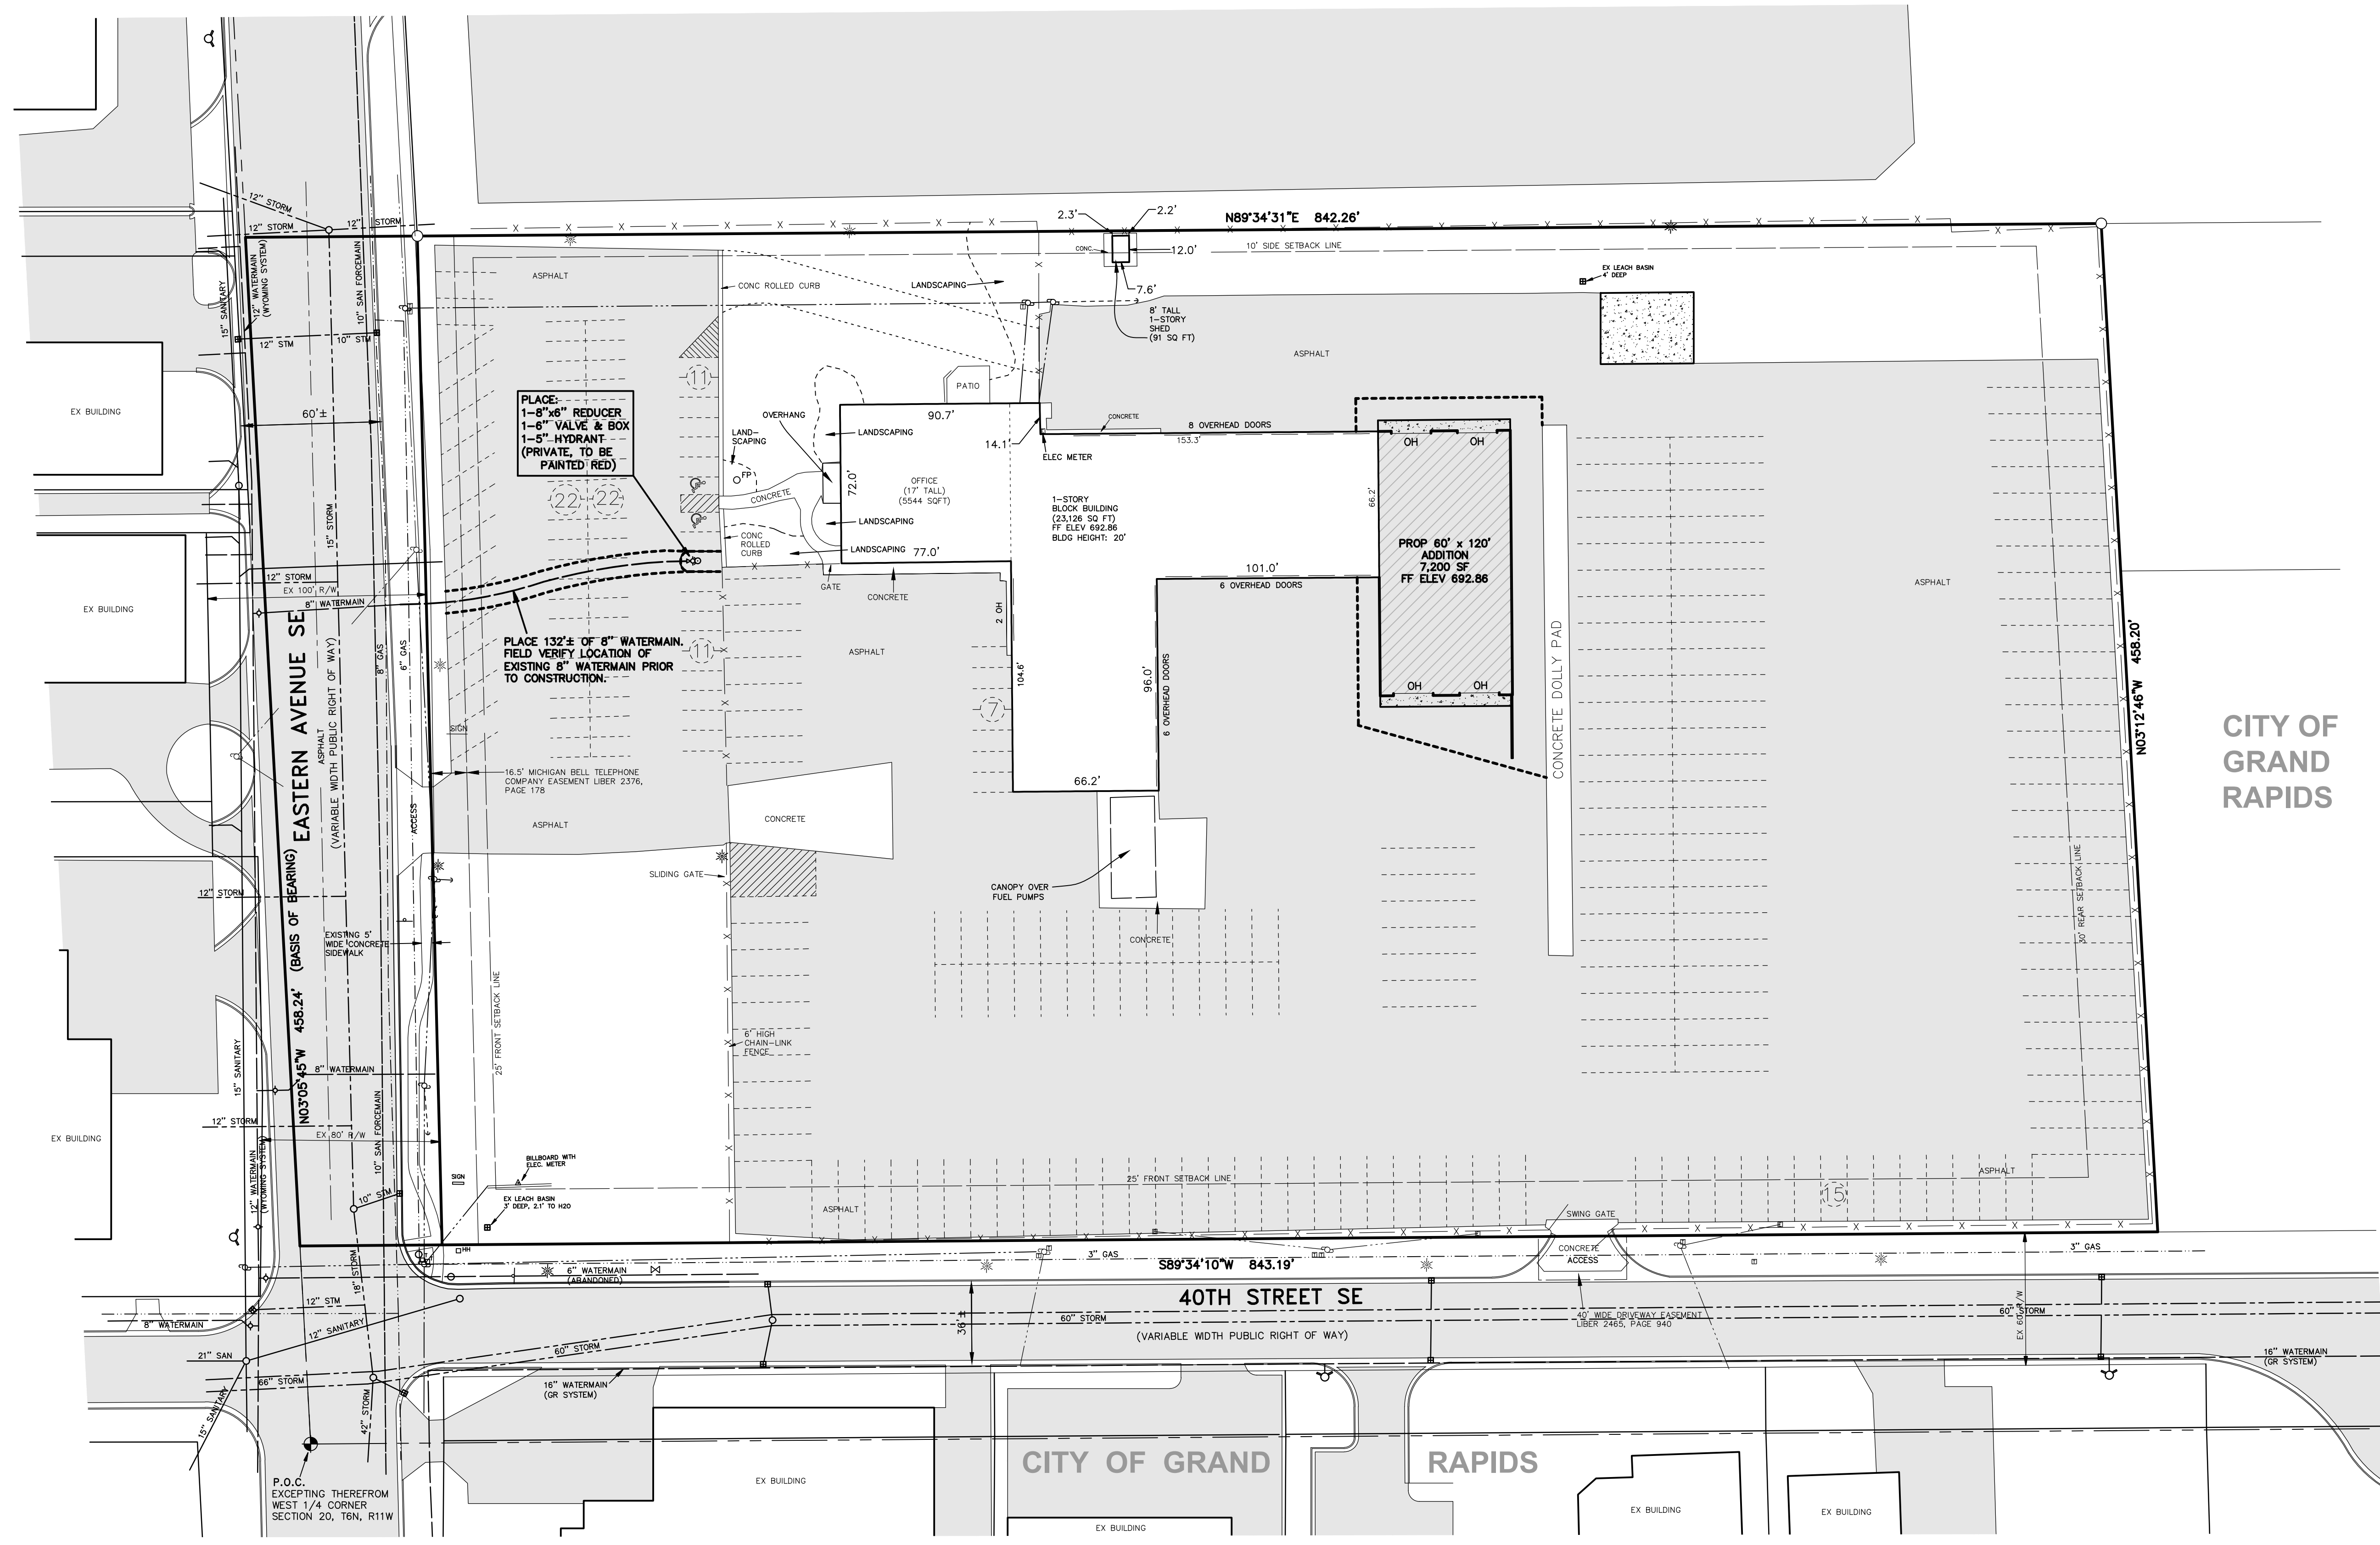 12" STORM
12" STORM
12" STORM
12" WATERMAIN
(WYOMING SYSTEM)
10" SAN FORCEMAIN
15" SANITARY
12" STM
10" STM
60'±
15" STORM
EX BUILDING
EX BUILDING
EX BUILDING
12" STORM
EX 100' R/W
8" WATERMAIN
8" GAS
6" GAS
EASTERN AVENUE SE
ASPHALT
(VARIABLE WIDTH PUBLIC RIGHT OF WAY)
ACCESS
(BASIS OF BEARING)
N03°05'45"W 458.24'
12" STORM
EXISTING 5'
WIDE CONCRETE
SIDEWALK
8" WATERMAIN
15" SANITARY
12" STORM
EX 80' R/W
10" SAN FORCEMAIN
12" WATERMAIN
(WYOMING SYSTEM)
10" STM
18" STORM
12" STM
8" WATERMAIN
12" SANITARY
21" SAN
66" STORM
15" SANITARY
42" STORM
P.O.C.
EXCEPTING THEREFROM
WEST 1/4 CORNER
SECTION 20, T6N, R11W
N89°34'31"E 842.26'
2.3'
2.2'
12.0'
7.6'
CONC.
10' SIDE SETBACK LINE
8' TALL
1-STORY
SHED
(91 SQ FT)
EX LEACH BASIN
4' DEEP
ASPHALT
CONC ROLLED CURB
LANDSCAPING
ASPHALT
11
PLACE:
1-8"x6" REDUCER
1-6" VALVE & BOX
1-5" HYDRANT
(PRIVATE, TO BE
PAINTED RED)
22
22
OVERHANG
LAND-
SCAPING
FP
CONCRETE
PATIO
90.7'
LANDSCAPING
14.1'
72.0'
OFFICE
(17' TALL)
(5544 SQFT)
LANDSCAPING
LANDSCAPING
77.0'
CONC
ROLLED
CURB
GATE
CONCRETE
CONCRETE
8 OVERHEAD DOORS
153.3'
ELEC METER
1-STORY
BLOCK BUILDING
(23,126 SQ FT)
FF ELEV 692.86
BLDG HEIGHT: 20'
66.2'
OH
OH
PROP 60' x 120'
ADDITION
7,200 SF
FF ELEV 692.86
OH
OH
101.0'
6 OVERHEAD DOORS
2 OH
104.6'
96.0'
6 OVERHEAD DOORS
66.2'
CONCRETE DOLLY PAD
ASPHALT
PLACE 132'± OF 8" WATERMAIN.
FIELD VERIFY LOCATION OF
EXISTING 8" WATERMAIN PRIOR
TO CONSTRUCTION.
11
ASPHALT
7
SIGN
16.5' MICHIGAN BELL TELEPHONE
COMPANY EASEMENT LIBER 2376,
PAGE 178
ASPHALT
CONCRETE
SLIDING GATE
CANOPY OVER
FUEL PUMPS
CONCRETE
25' FRONT SETBACK LINE
6' HIGH
CHAIN-LINK
FENCE
30' REAR SETBACK LINE
N03°12'46"W 458.20'
CITY OF
GRAND
RAPIDS
BILLBOARD WITH
ELEC. METER
SIGN
EX LEACH BASIN
3' DEEP, 2.1' TO H2O
25' FRONT SETBACK LINE
ASPHALT
ASPHALT
15
SWING GATE
HH
3" GAS
CONCRETE
ACCESS
3" GAS
6" WATERMAIN
(ABANDONED)
S89°34'10"W 843.19'
40TH STREET SE
60" STORM
(VARIABLE WIDTH PUBLIC RIGHT OF WAY)
40' WIDE DRIVEWAY EASEMENT
LIBER 2465, PAGE 940
60" STORM
EX 60' R/W
36'±
60" STORM
16" WATERMAIN
(GR SYSTEM)
16" WATERMAIN
(GR SYSTEM)
CITY OF GRAND RAPIDS
EX BUILDING
EX BUILDING
EX BUILDING
EX BUILDING